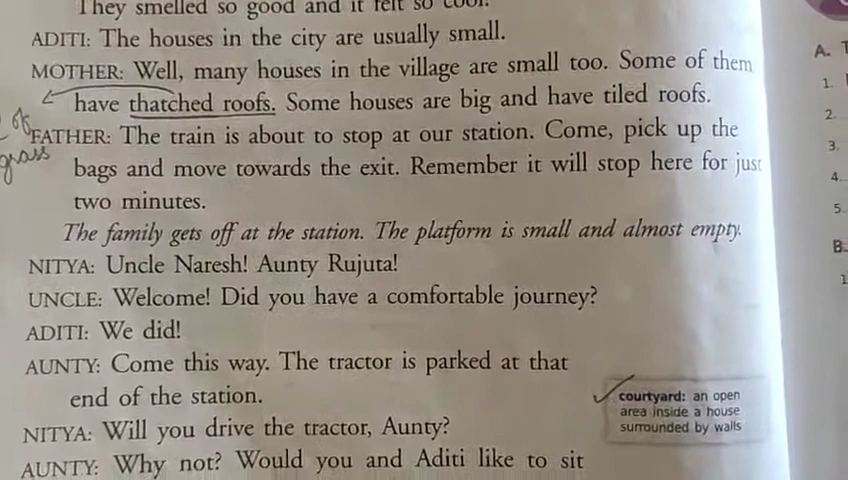 They smelled so good and it felt so cool.
ADITI: The houses in the city are usually small.
MOTHER: Well, many houses in the village are small too. Some of them
have thatched roofs. Some houses are big and have tiled roofs.
of
grass
FATHER: The train is about to stop at our station. Come, pick up the
bags and move towards the exit. Remember it will stop here for just
two minutes.
The family gets off at the station. The platform is small and almost empty.
NITYA: Uncle Naresh! Aunty Rujuta!
UNCLE: Welcome! Did you have a comfortable journey?
ADITI: We did!
AUNTY: Come this way. The tractor is parked at that
end of the station.
NITYA: Will you drive the tractor, Aunty?
AUNTY: Why not? Would you and Aditi like to sit
courtyard: an open
area inside a house
surrounded by walls
A. T
1.
2.
3.
4.
5.
B.
1